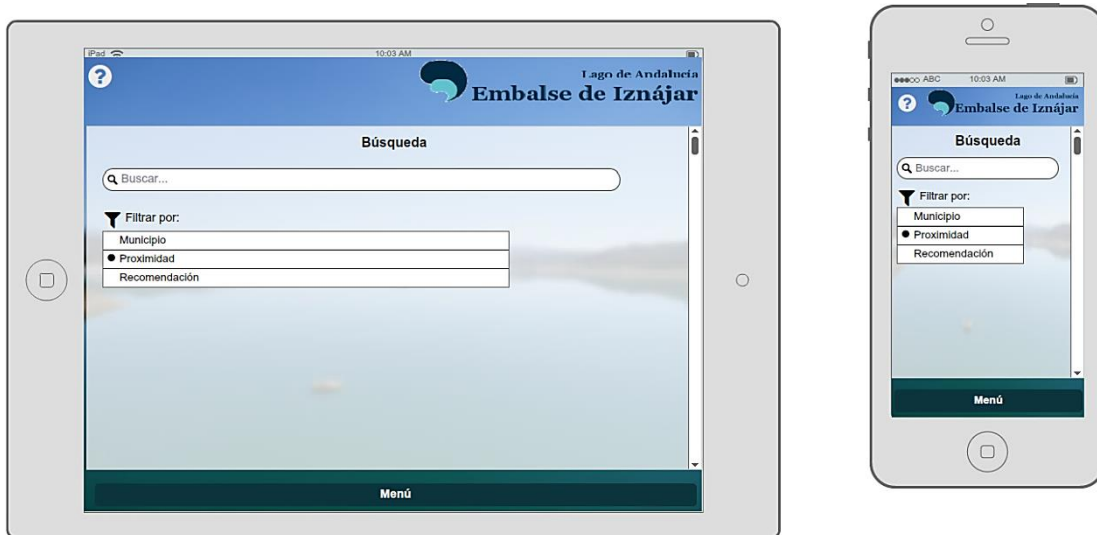 iPad 10:03 AM
?
Lago de Andalucía
Embalse de Iznájar
Búsqueda
Buscar...
Filtrar por:
Municipio
Proximidad
Recomendación
Menú
ABC 10:03 AM
?
Lago de Andalucía
Embalse de Iznájar
Búsqueda
Buscar...
Filtrar por:
Municipio
Proximidad
Recomendación
Menú